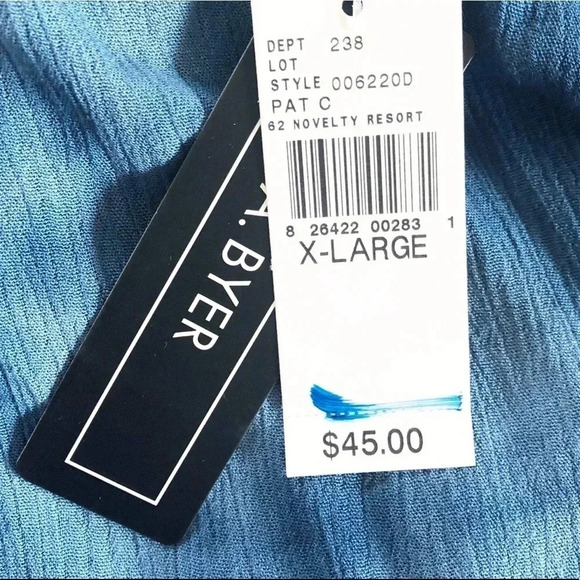 DEPT 238
LOT
STYLE 006220D
PAT C
62 NOVELTY RESORT
8 26422 00283 1
X-LARGE
$45.00
A. BYER